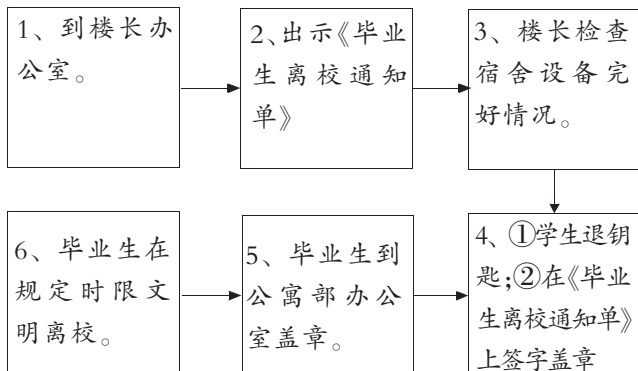 1、到楼长办
公室。
2、出示《毕业
生离校通知
单》
3、楼长检查
宿舍设备完
好情况。
4、①学生退钥
匙;②在《毕业
生离校通知单》
上签字盖章
5、毕业生到
公寓部办公
室盖章。
6、毕业生在
规定时限文
明离校。